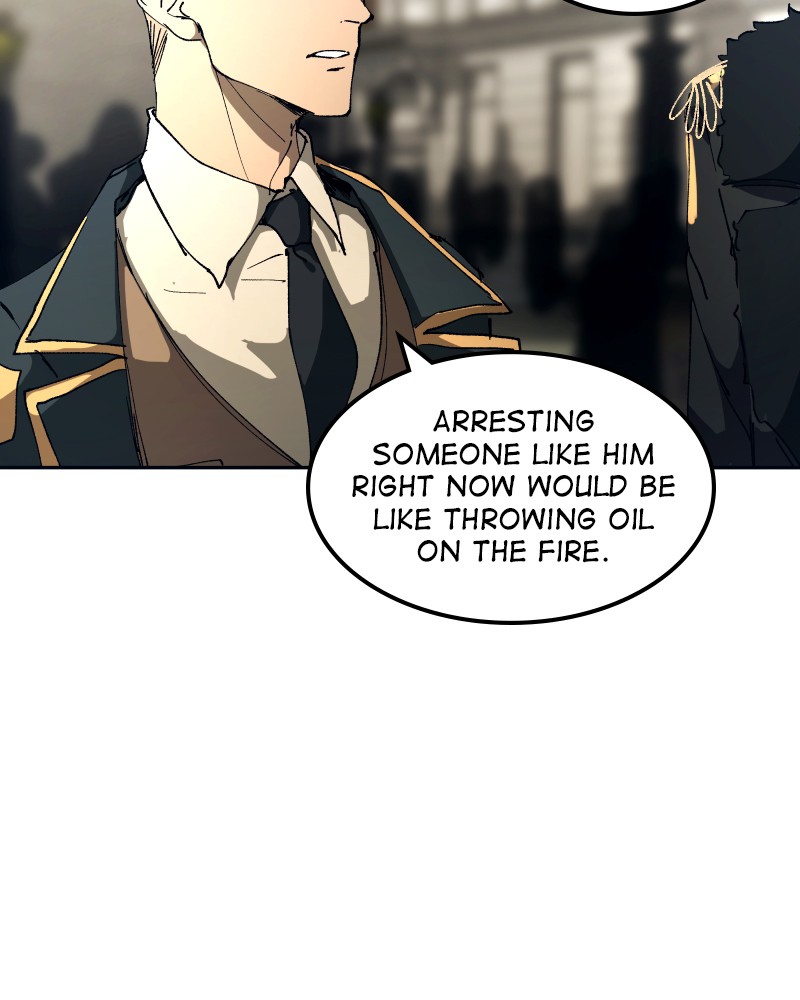 ARRESTING
SOMEONE LIKE HIM
RIGHT NOW WOULD BE
LIKE THROWING OIL
ON THE FIRE.